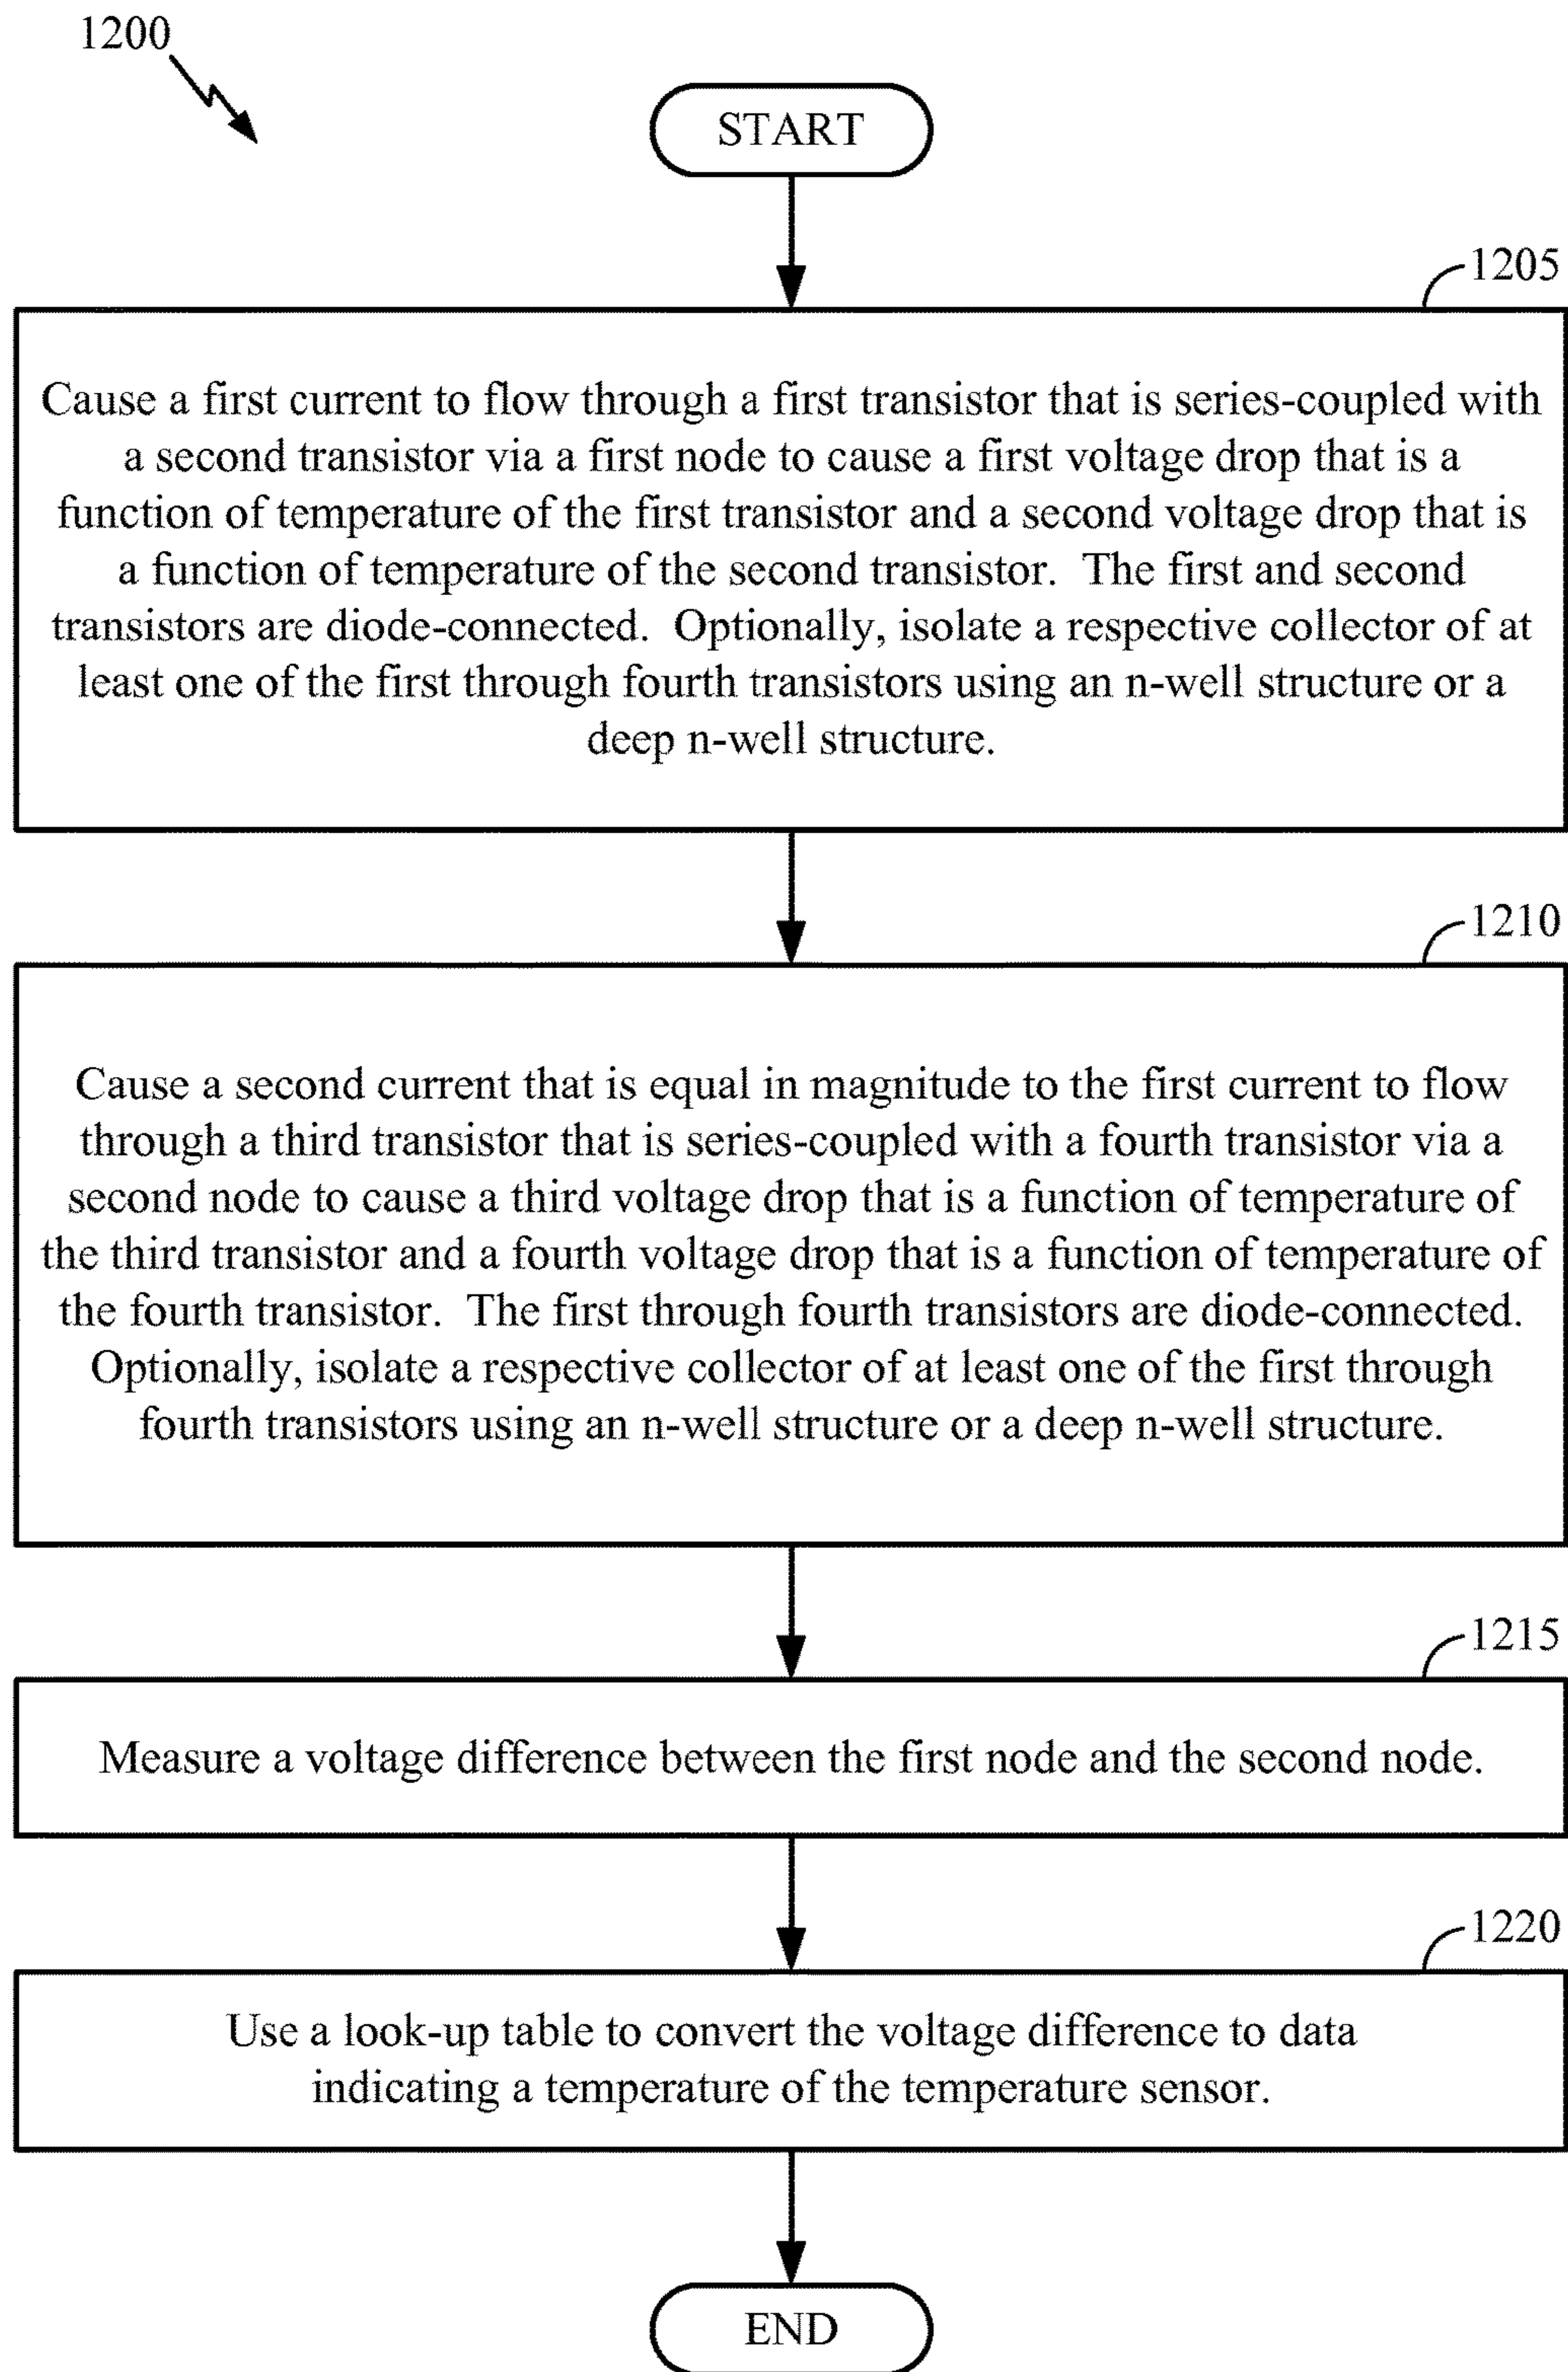 1200
START
1205
Cause a first current to flow through a first transistor that is series-coupled with
a second transistor via a first node to cause a first voltage drop that is a
function of temperature of the first transistor and a second voltage drop that is
a function of temperature of the second transistor. The first and second
transistors are diode-connected. Optionally, isolate a respective collector of at
least one of the first through fourth transistors using an n-well structure or a
deep n-well structure.
1210
Cause a second current that is equal in magnitude to the first current to flow
through a third transistor that is series-coupled with a fourth transistor via a
second node to cause a third voltage drop that is a function of temperature of
the third transistor and a fourth voltage drop that is a function of temperature of
the fourth transistor. The first through fourth transistors are diode-connected.
Optionally, isolate a respective collector of at least one of the first through
fourth transistors using an n-well structure or a deep n-well structure.
1215
Measure a voltage difference between the first node and the second node.
1220
Use a look-up table to convert the voltage difference to data
indicating a temperature of the temperature sensor.
END